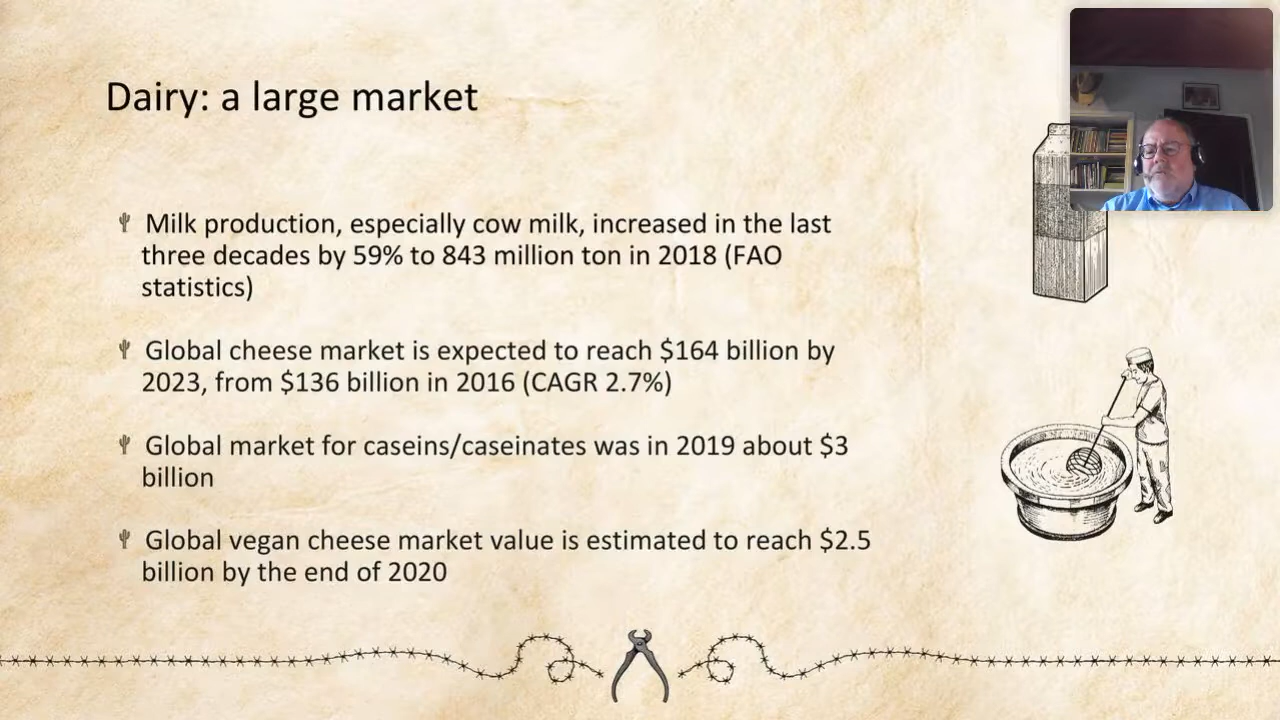 Dairy: a large market
Milk production, especially cow milk, increased in the last
three decades by 59% to 843 million ton in 2018 (FAO
statistics)
Global cheese market is expected to reach $164 billion by
2023, from $136 billion in 2016 (CAGR 2.7%)
Global market for caseins/caseinates was in 2019 about $3
billion
Global vegan cheese market value is estimated to reach $2.5
billion by the end of 2020